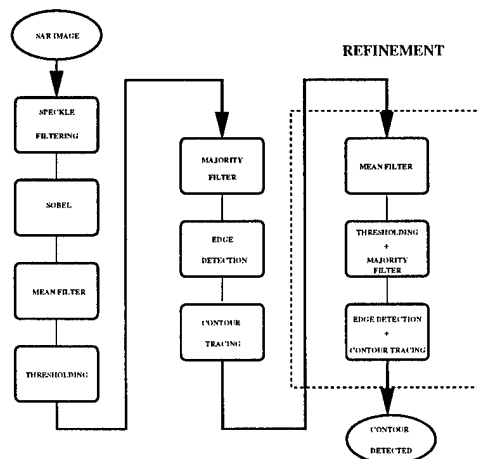 SAR IMAGE
SPECKLE
FILTERING
SOBEL
MEAN FILTER
THRESHOLDING
MAJORITY
FILTER
EDGE
DETECTION
CONTOUR
TRACING
REFINEMENT
MEAN FILTER
THRESHOLDING
+
MAJORITY
FILTER
EDGE DETECTION
+
CONTOUR TRACING
CONTOUR
DETECTED